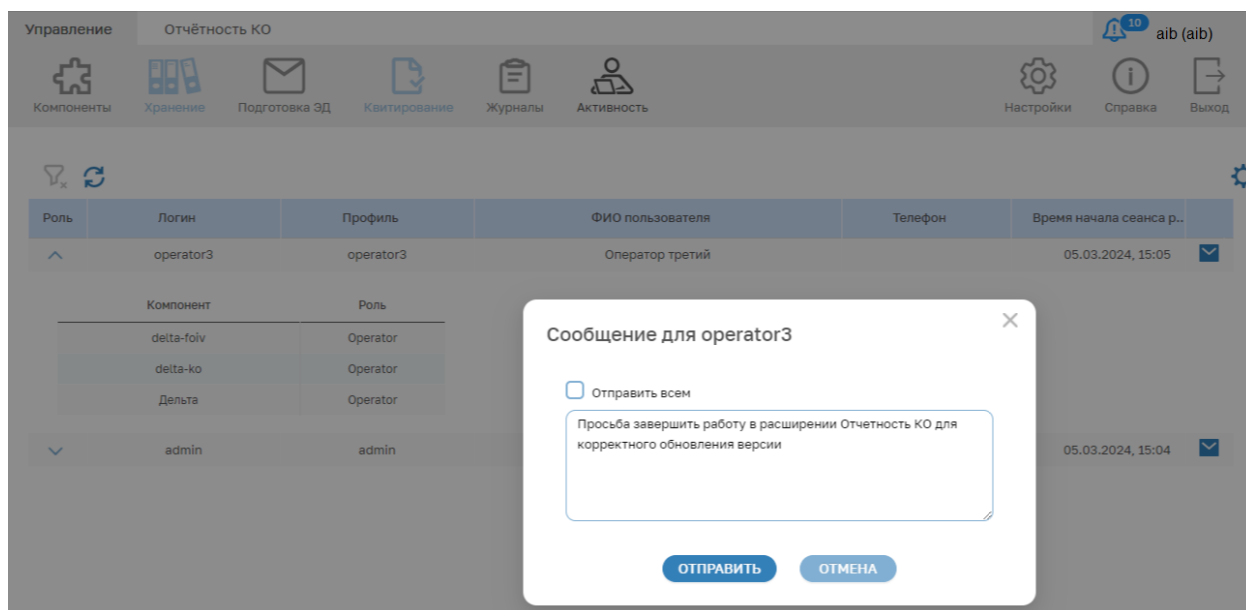 Управление
Отчётность КО
10
aib (aib)
Компоненты
Хранение
Подготовка ЭД
Квитирование
Журналы
Активность
Настройки
Справка
Выход
Роль Логин Профиль ФИО пользователя Телефон Время начала сеанса р..
operator3 operator3 Оператор третий 05.03.2024, 15:05
Компонент Роль
delta-foiv Operator
delta-ko Operator
Дельта Operator
admin admin 05.03.2024, 15:04
Сообщение для operator3
Отправить всем
Просьба завершить работу в расширении Отчетность КО для
корректного обновления версии
ОТПРАВИТЬ
ОТМЕНА